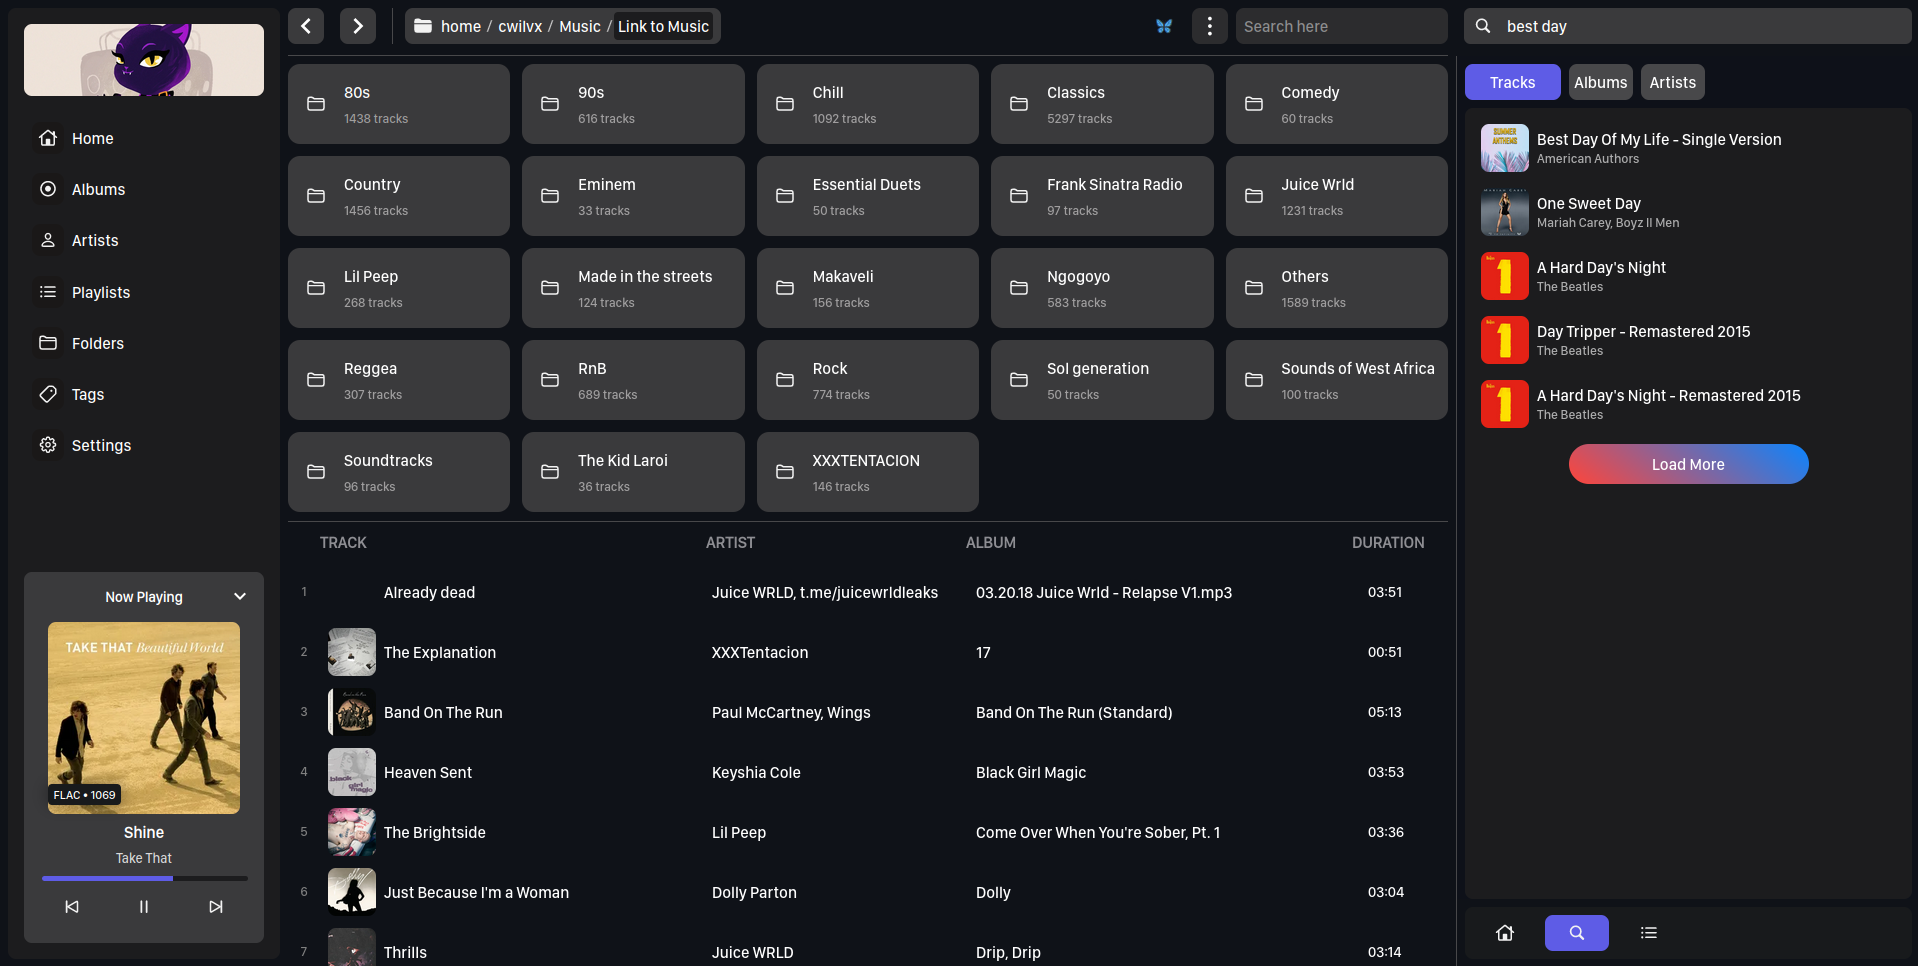 Home
Albums
Artists
Playlists
Folders
Tags
Settings
Now Playing
TAKE THAT Beautiful World
FLAC • 1069
Shine
Take That
home / cwilvx / Music / Link to Music
Search here
80s
1438 tracks
90s
616 tracks
Chill
1092 tracks
Classics
5297 tracks
Comedy
60 tracks
Country
1456 tracks
Eminem
33 tracks
Essential Duets
50 tracks
Frank Sinatra Radio
97 tracks
Juice Wrld
1231 tracks
Lil Peep
268 tracks
Made in the streets
124 tracks
Makaveli
156 tracks
Ngogoyo
583 tracks
Others
1589 tracks
Reggea
307 tracks
RnB
689 tracks
Rock
774 tracks
Sol generation
50 tracks
Sounds of West Africa
100 tracks
Soundtracks
96 tracks
The Kid Laroi
36 tracks
XXXTENTACION
146 tracks
TRACK ARTIST ALBUM DURATION
1 Already dead Juice WRLD, t.me/juicewrldleaks 03.20.18 Juice Wrld - Relapse V1.mp3 03:51
2 The Explanation XXXTentacion 17 00:51
3 Band On The Run Paul McCartney, Wings Band On The Run (Standard) 05:13
4 Heaven Sent Keyshia Cole Black Girl Magic 03:53
black
girl
magic
5 The Brightside Lil Peep Come Over When You're Sober, Pt. 1 03:36
6 Just Because I'm a Woman Dolly Parton Dolly 03:04
7 Thrills Juice WRLD Drip, Drip 03:14
best day
Tracks Albums Artists
SUMMER
ANTHEMS
Best Day Of My Life - Single Version
American Authors
MARIAH CAREY
One Sweet Day
Mariah Carey, Boyz II Men
1
A Hard Day's Night
The Beatles
1
Day Tripper - Remastered 2015
The Beatles
1
A Hard Day's Night - Remastered 2015
The Beatles
Load More